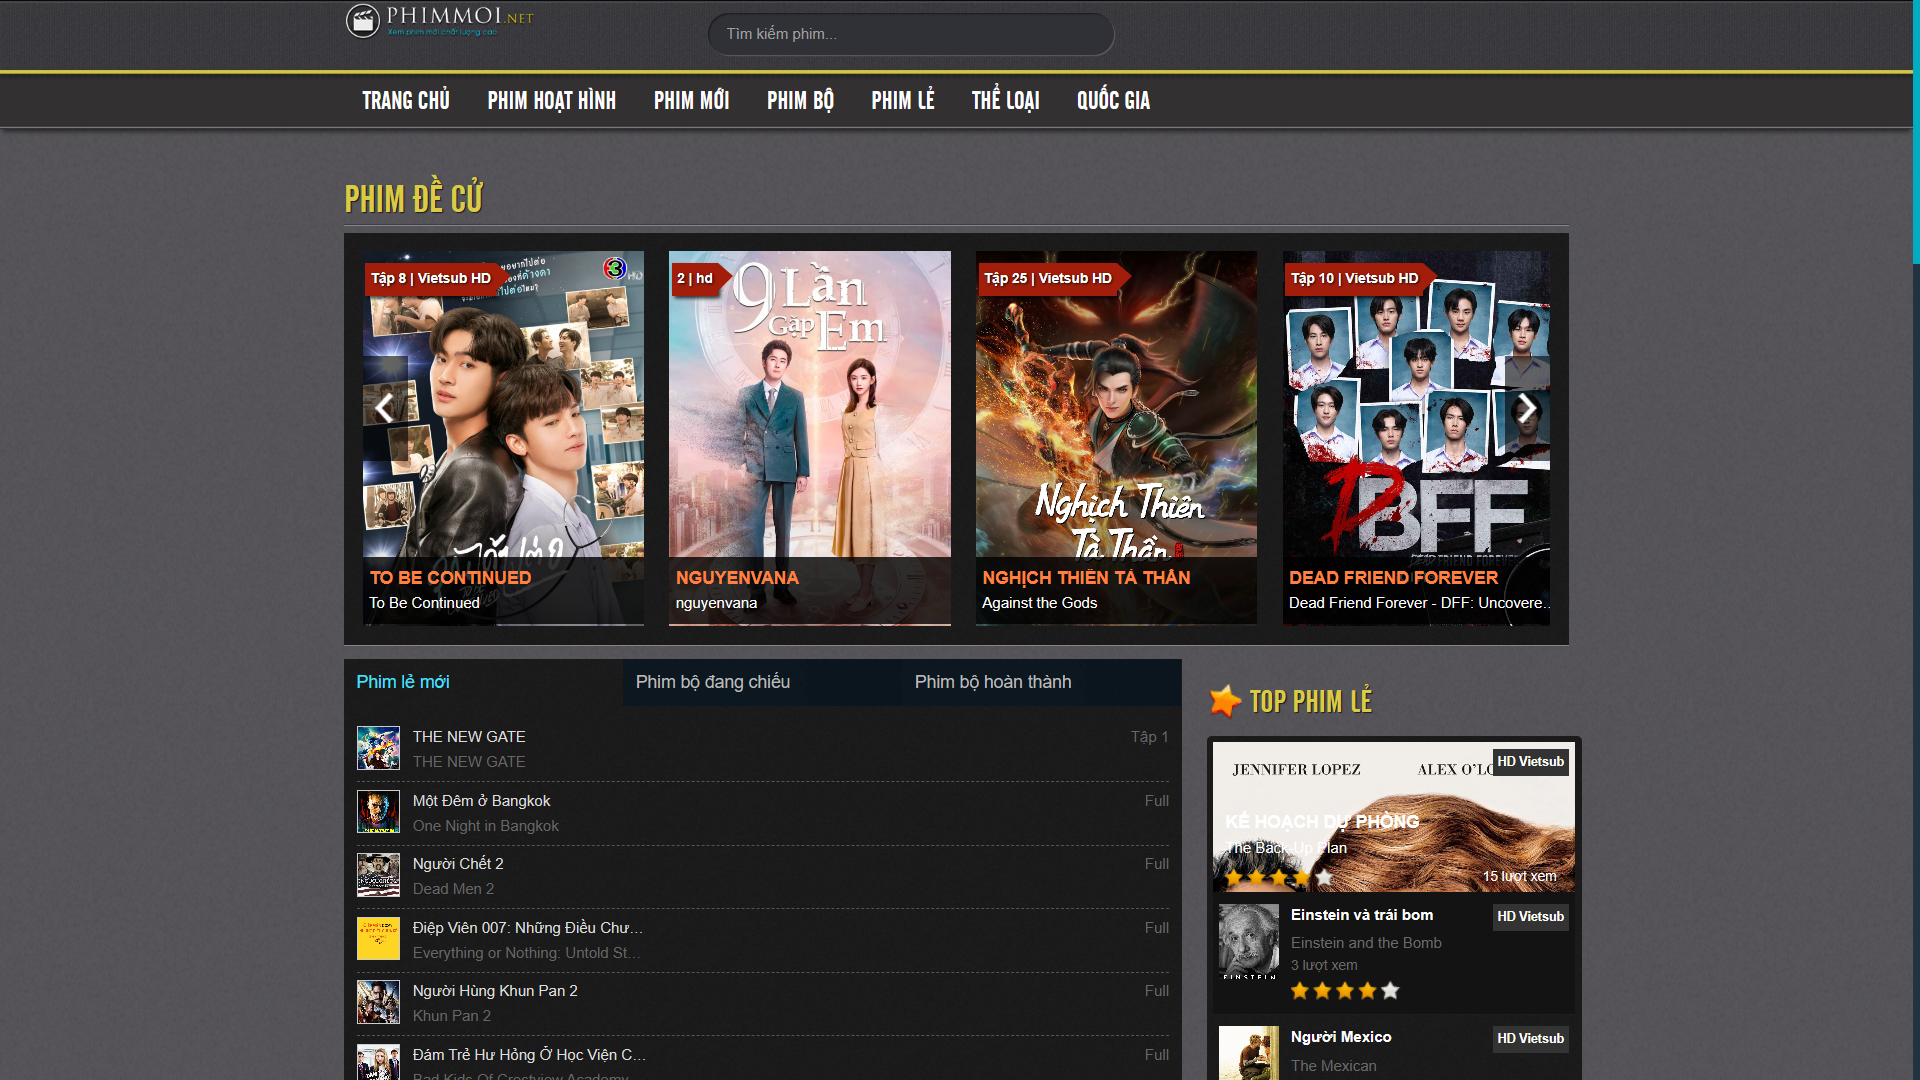 PHIMMOI.NET
Xem phim mới chất lượng cao
Tìm kiếm phim...
TRANG CHỦ PHIM HOẠT HÌNH PHIM MỚI PHIM BỘ PHIM LẺ THỂ LOẠI QUỐC GIA
PHIM ĐỀ CỬ
Tập 8 | Vietsub HD
3 HD
TO BE CONTINUED
To Be Continued
2 | hd
9 Lần
Gặp Em
NGUYENVANA
nguyenvana
Tập 25 | Vietsub HD
Nghịch Thiên
Tà Thần
NGHỊCH THIÊN TÀ THẦN
Against the Gods
Tập 10 | Vietsub HD
DFF
DEAD FRIEND FOREVER
DEAD FRIEND FOREVER
Dead Friend Forever - DFF: Uncovere...
Phim lẻ mới Phim bộ đang chiếu Phim bộ hoàn thành
THE NEW GATE Tập 1
THE NEW GATE
Một Đêm ở Bangkok Full
One Night in Bangkok
Người Chết 2 Full
Dead Men 2
Điệp Viên 007: Những Điều Chư... Full
Everything or Nothing: Untold St...
Người Hùng Khun Pan 2 Full
Khun Pan 2
Đám Trẻ Hư Hỏng Ở Học Viện C... Full
Bad Kids Of Crestview Academy
TOP PHIM LẺ
JENNIFER LOPEZ ALEX O'LO
HD Vietsub
KẾ HOẠCH DỰ PHÒNG
The Back-Up Plan
15 lượt xem
Einstein và trái bom HD Vietsub
Einstein and the Bomb
3 lượt xem
EINSTEIN
Người Mexico HD Vietsub
The Mexican